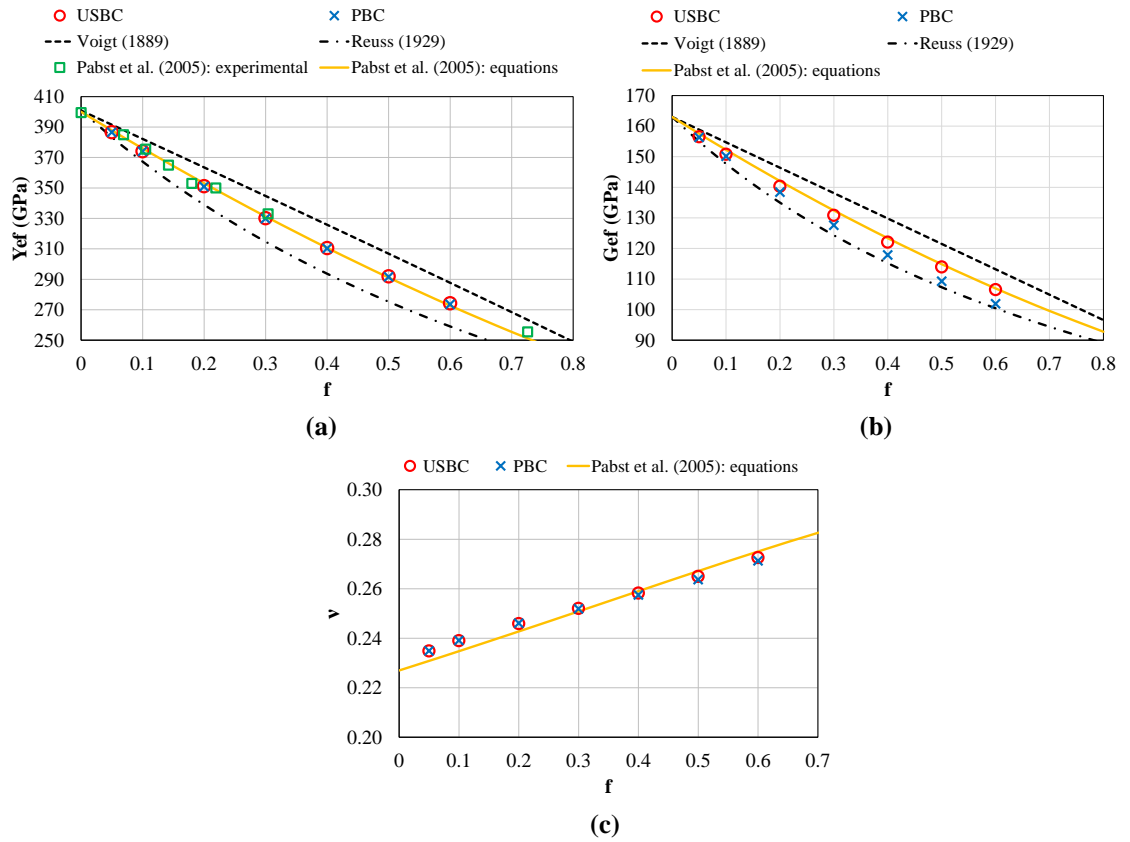 USBC PBC
Voigt (1889) Reuss (1929)
Pabst et al. (2005): experimental Pabst et al. (2005): equations
410
390
370
350
330
310
290
270
250
Yef (GPa)
0 0.1 0.2 0.3 0.4 0.5 0.6 0.7 0.8
f
(a)
USBC PBC
Voigt (1889) Reuss (1929)
Pabst et al. (2005): equations
170
160
150
140
130
120
110
100
90
Gef (GPa)
0 0.1 0.2 0.3 0.4 0.5 0.6 0.7 0.8
f
(b)
USBC PBC Pabst et al. (2005): equations
0.30
0.28
0.26
0.24
0.22
0.20
ν
0 0.1 0.2 0.3 0.4 0.5 0.6 0.7
f
(c)